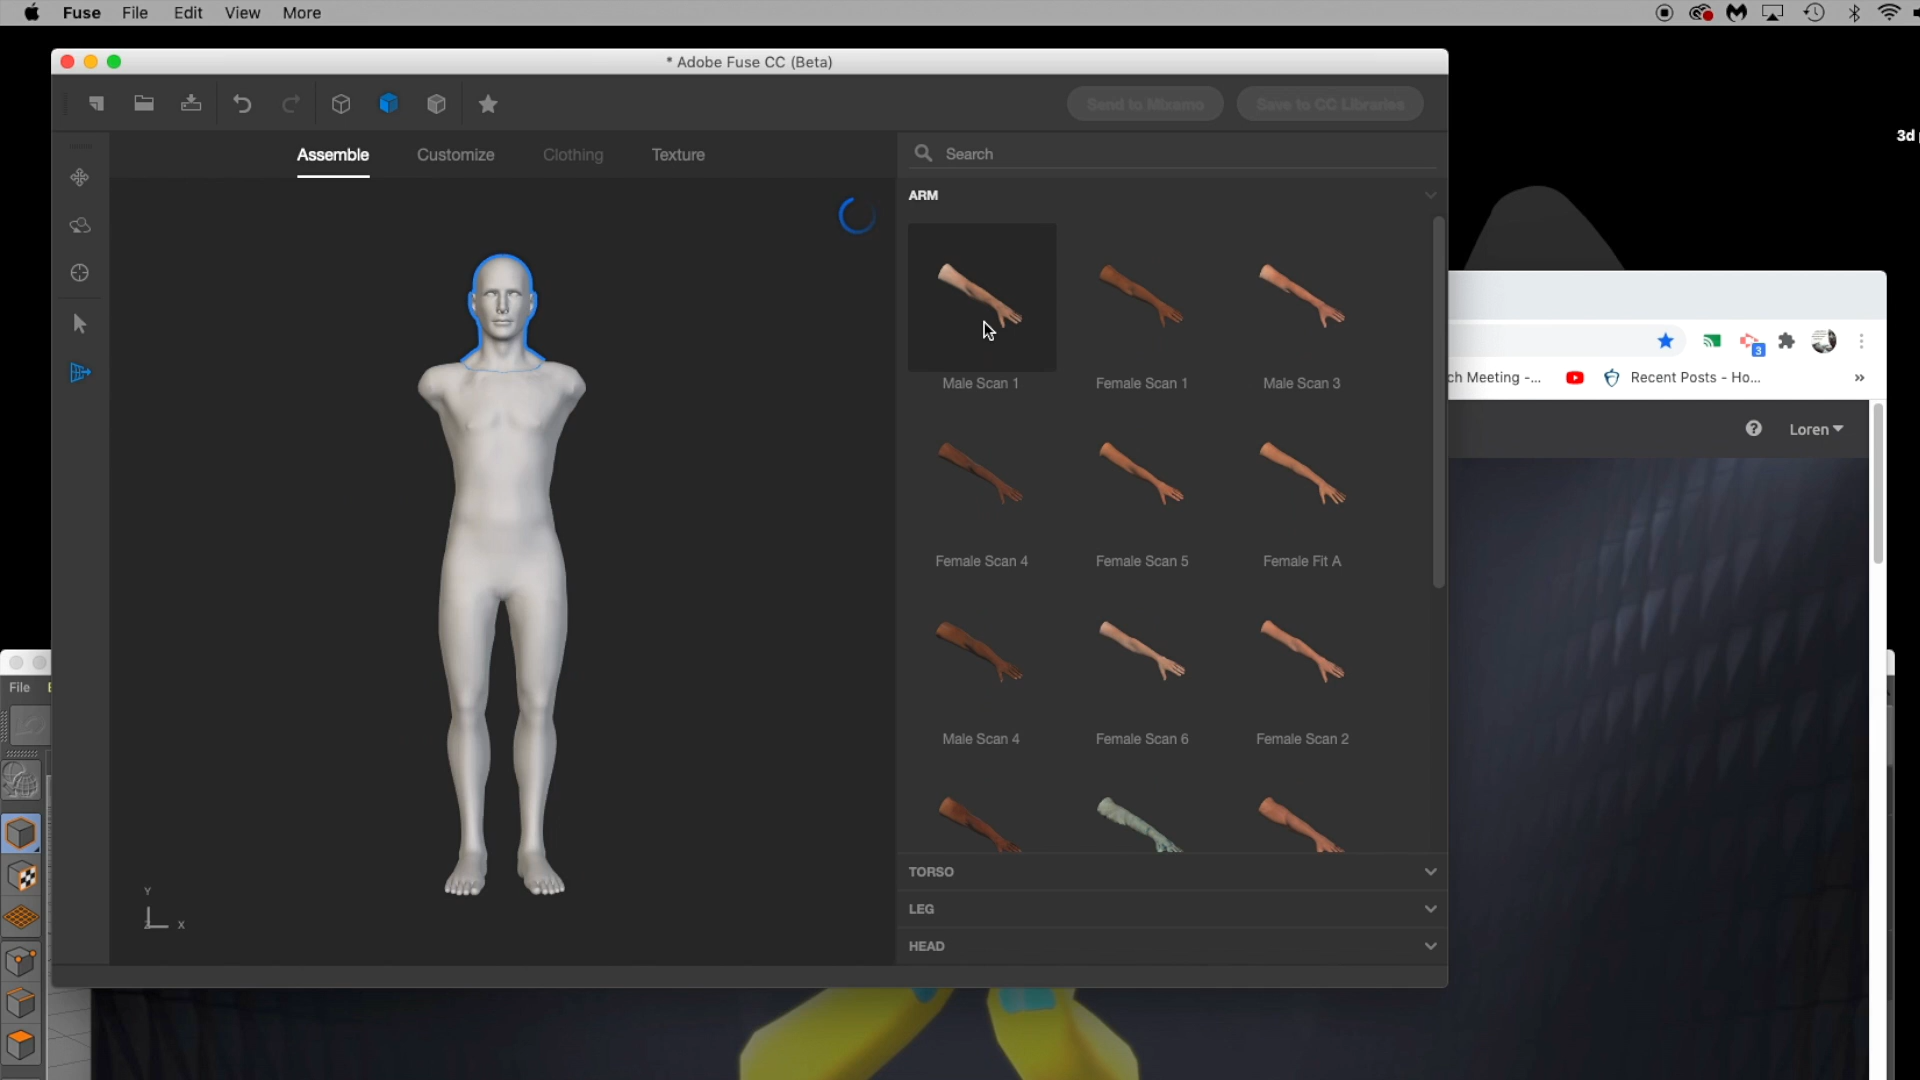 Fuse File Edit View More
* Adobe Fuse CC (Beta)
Send to Mixamo Save to CC Libraries
Assemble Customize Clothing Texture
Search
3d
ARM
Male Scan 1 Female Scan 1 Male Scan 3
3
ch Meeting -... Recent Posts - Ho... »
Loren
Female Scan 4 Female Scan 5 Female Fit A
File
Male Scan 4 Female Scan 6 Female Scan 2
TORSO
LEG
HEAD
Y
Z X